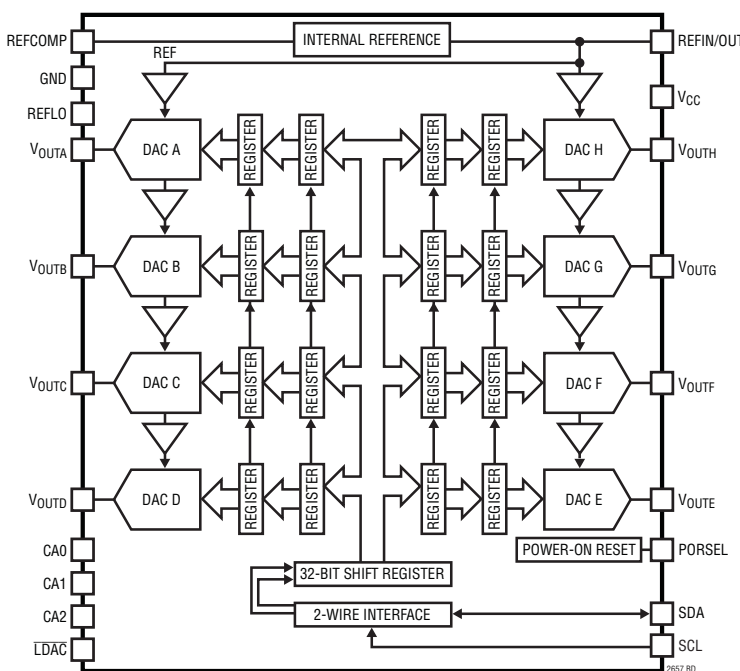 REFCOMP
INTERNAL REFERENCE
REFIN/OUT
REF
GND
VCC
REFLO
VOUTA
DAC A
REGISTER
REGISTER
REGISTER
REGISTER
DAC H
VOUTH
VOUTB
DAC B
REGISTER
REGISTER
REGISTER
REGISTER
DAC G
VOUTG
VOUTC
DAC C
REGISTER
REGISTER
REGISTER
REGISTER
DAC F
VOUTF
VOUTD
DAC D
REGISTER
REGISTER
REGISTER
REGISTER
DAC E
VOUTE
CA0
POWER-ON RESET
PORSEL
CA1
32-BIT SHIFT REGISTER
CA2
2-WIRE INTERFACE
SDA
LDAC
SCL
2657 BD